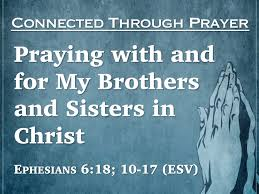 Connected Through Prayer
Praying with and
for My Brothers
and Sisters in
Christ
Ephesians 6:18; 10-17 (ESV)